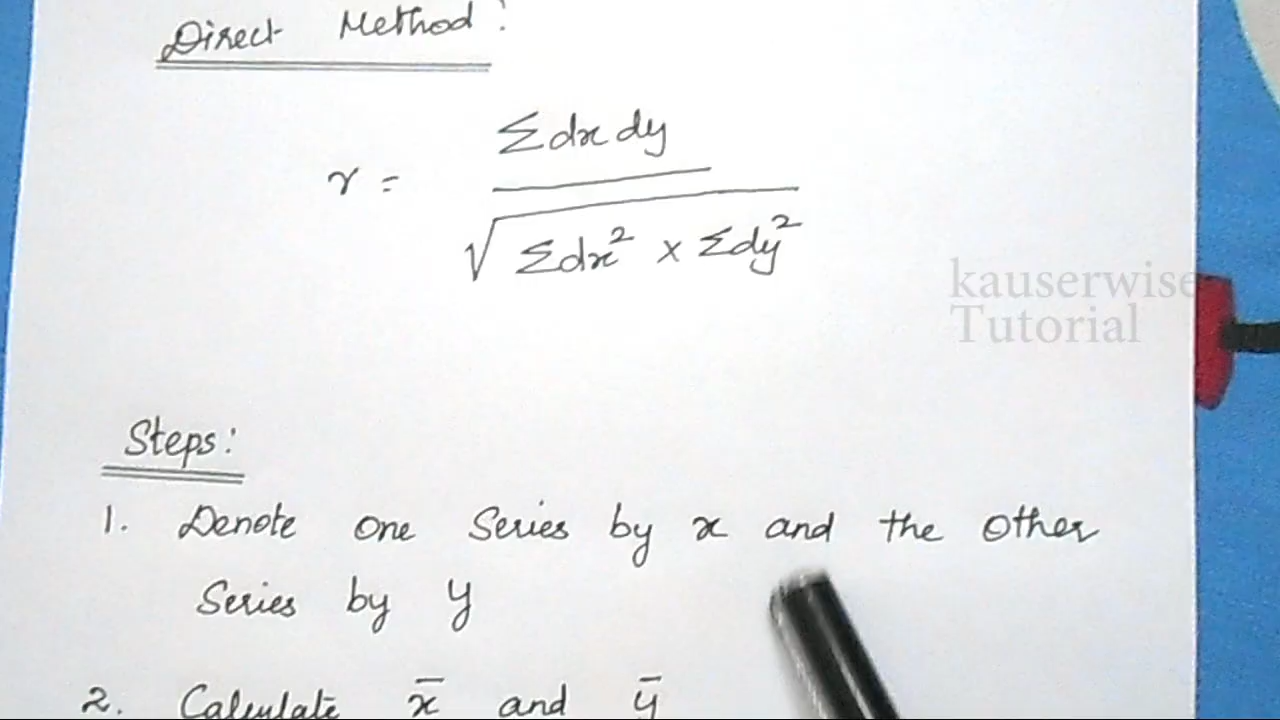 Direct Method:
r = Σdx dy
√ Σdx² × Σdy²
kauserwise
Tutorial
Steps:
1. Denote one Series by x and the other
Series by y
2. Calculate x̄ and ȳ